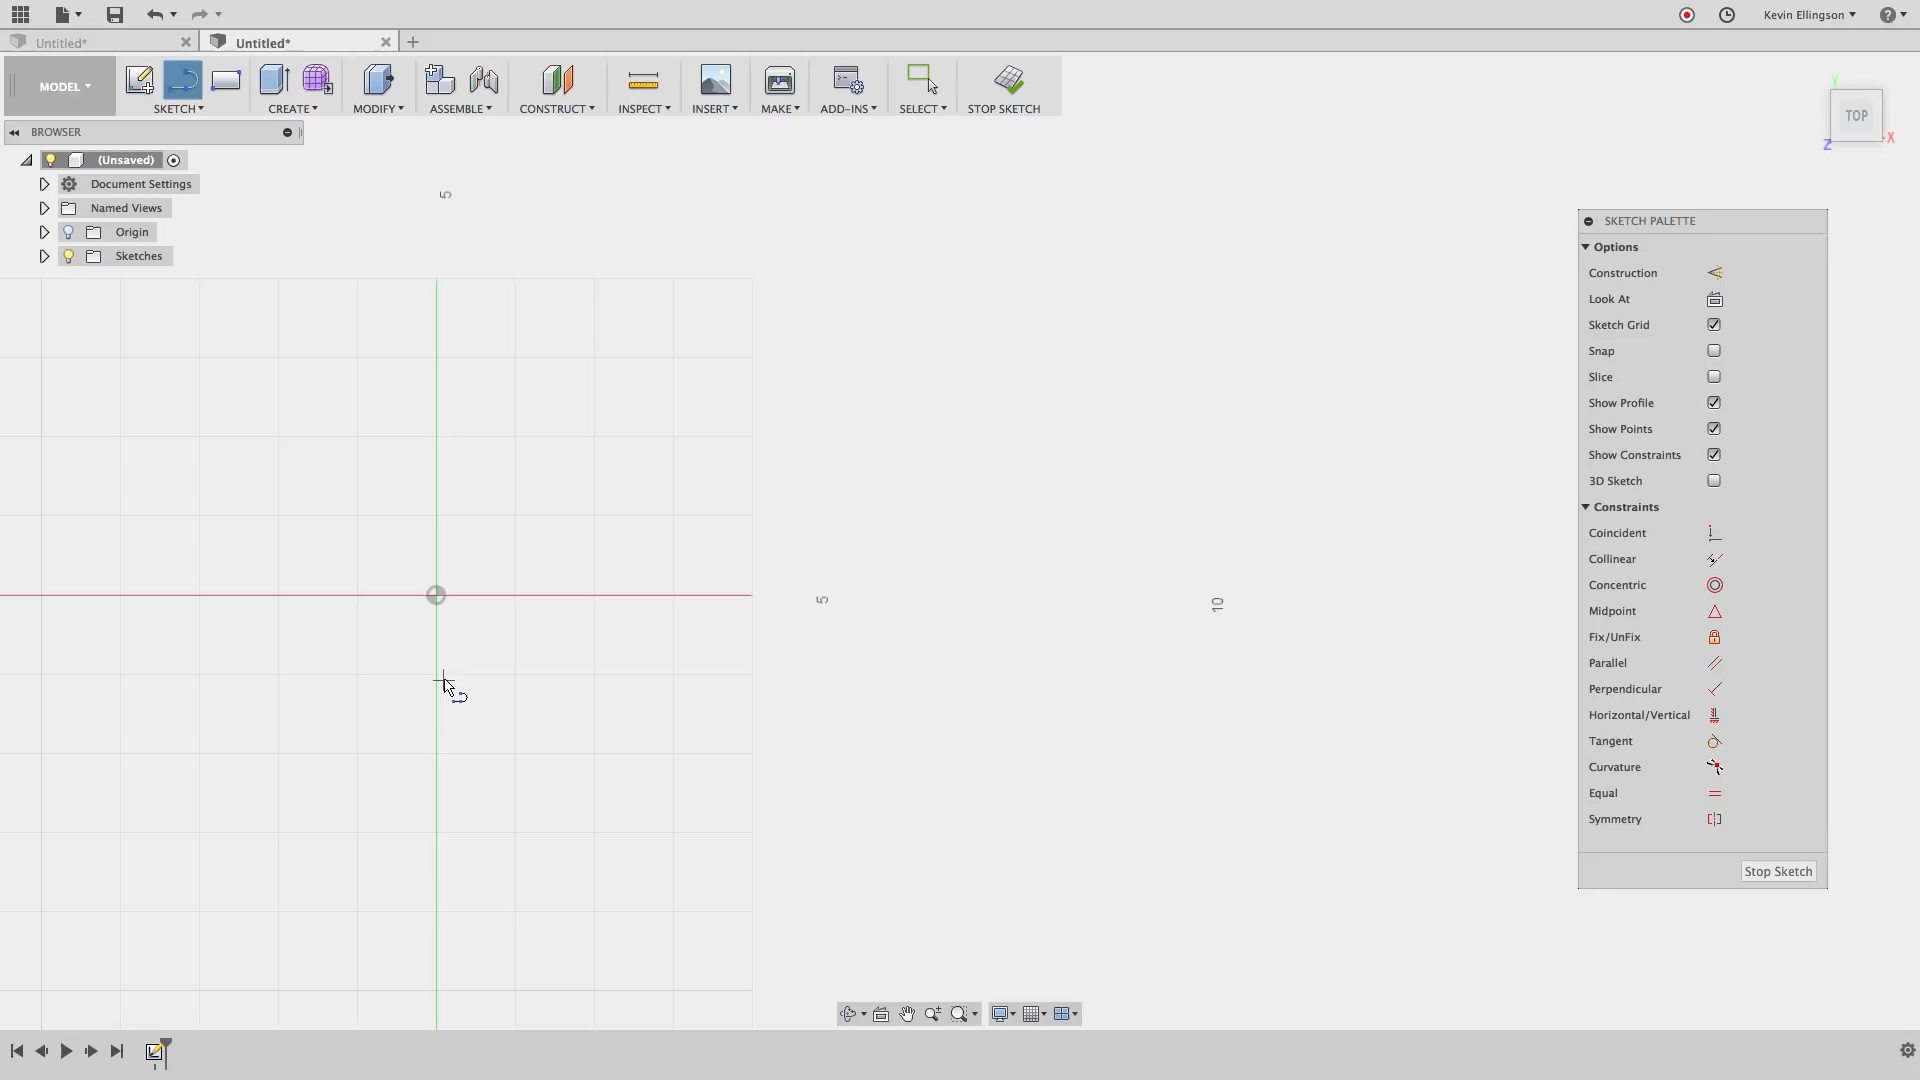 Kevin Ellingson
Untitled*
Untitled*
MODEL
SKETCH
CREATE
MODIFY
ASSEMBLE
CONSTRUCT
INSPECT
INSERT
MAKE
ADD-INS
SELECT
STOP SKETCH
TOP
Y
X
Z
BROWSER
(Unsaved)
Document Settings
Named Views
Origin
Sketches
5
5
10
SKETCH PALETTE
Options
Construction
Look At
Sketch Grid
Snap
Slice
Show Profile
Show Points
Show Constraints
3D Sketch
Constraints
Coincident
Collinear
Concentric
Midpoint
Fix/UnFix
Parallel
Perpendicular
Horizontal/Vertical
Tangent
Curvature
Equal
Symmetry
Stop Sketch